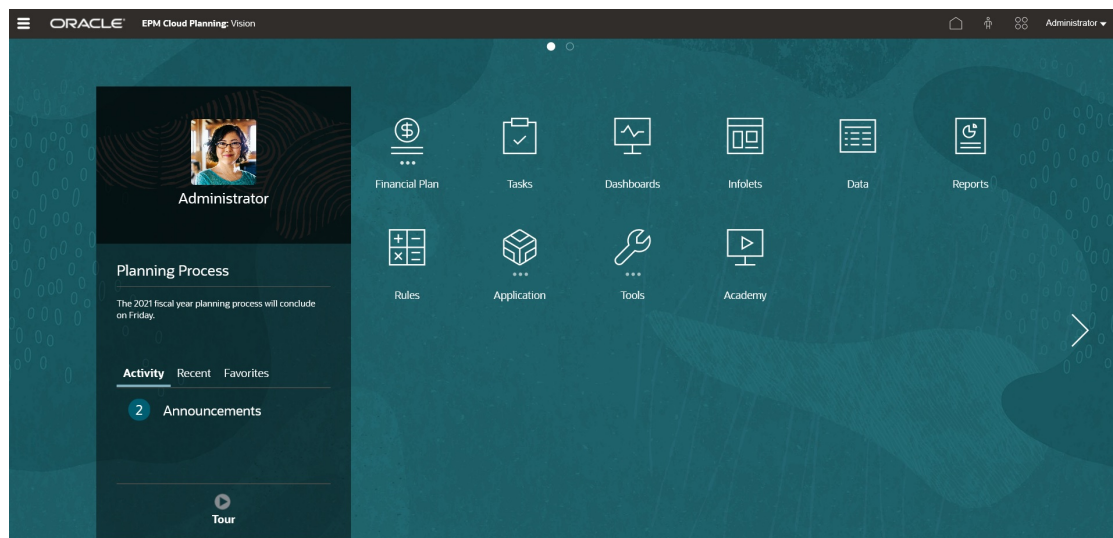 ORACLE EPM Cloud Planning: Vision Administrator
Administrator
Planning Process
The 2021 fiscal year planning process will conclude
on Friday.
Activity Recent Favorites
2 Announcements
Tour
Financial Plan Tasks Dashboards Infolets Data Reports
Rules Application Tools Academy